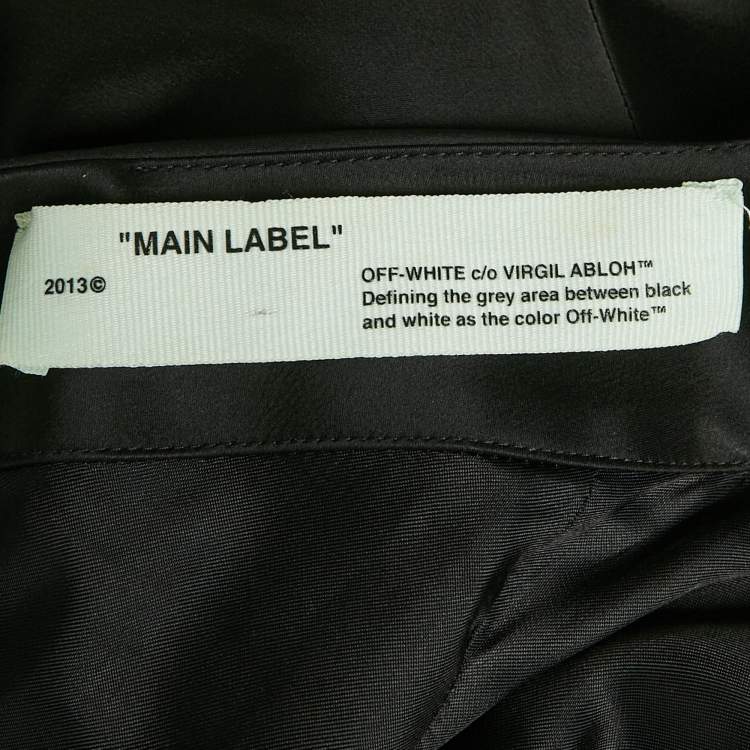 "MAIN LABEL"
2013©
OFF-WHITE c/o VIRGIL ABLOH™
Defining the grey area between black
and white as the color Off-White™